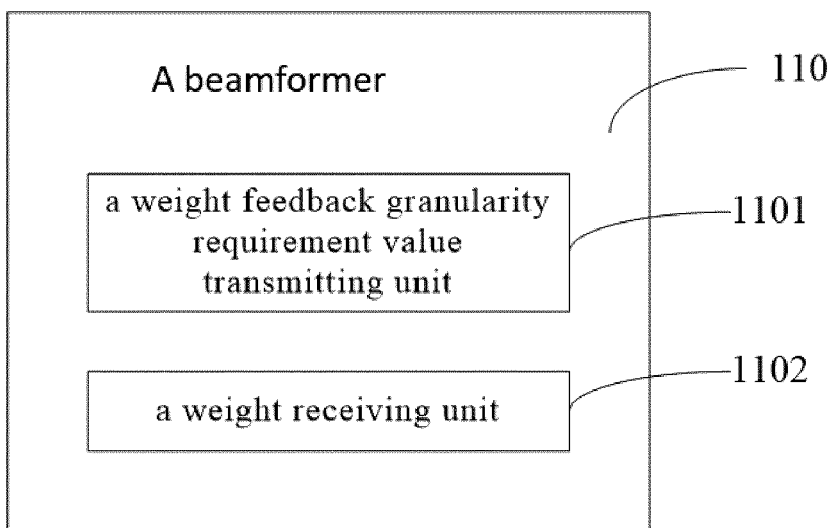 A beamformer
110
a weight feedback granularity
requirement value
transmitting unit
1101
1102
a weight receiving unit